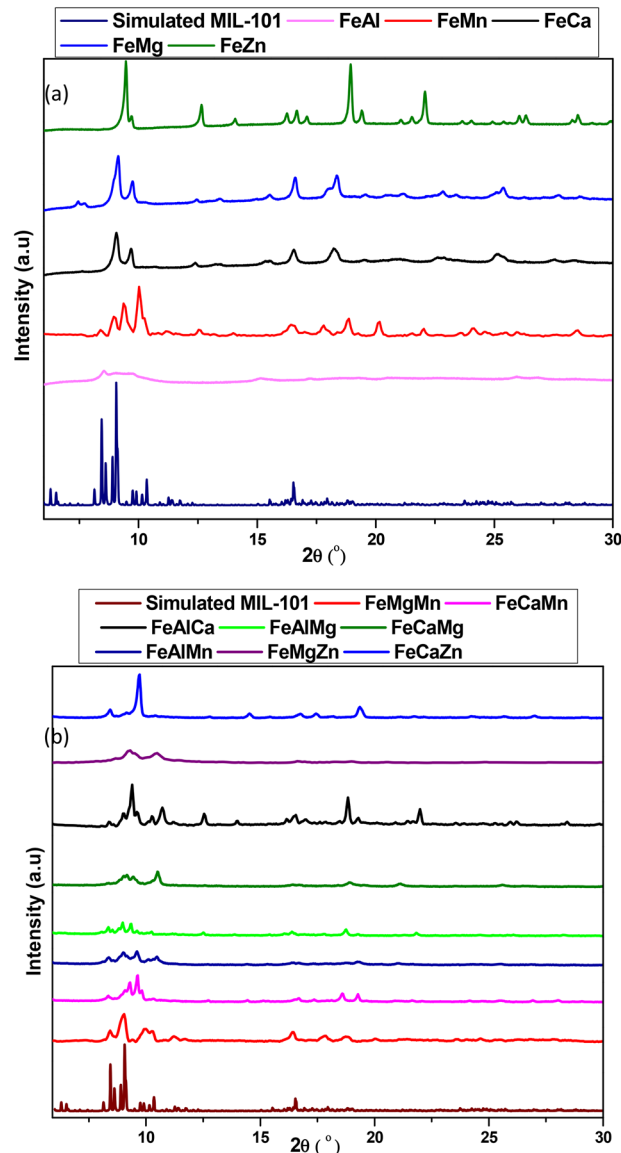 Simulated MIL-101 FeAl FeMn FeCa
FeMg FeZn
(a)
Intensity (a.u)
10 15 20 25 30
2θ (°)
Simulated MIL-101 FeMgMn FeCaMn
FeAlCa FeAlMg FeCaMg
FeAlMn FeMgZn FeCaZn
(b)
Intensity (a.u)
10 15 20 25 30
2θ (°)